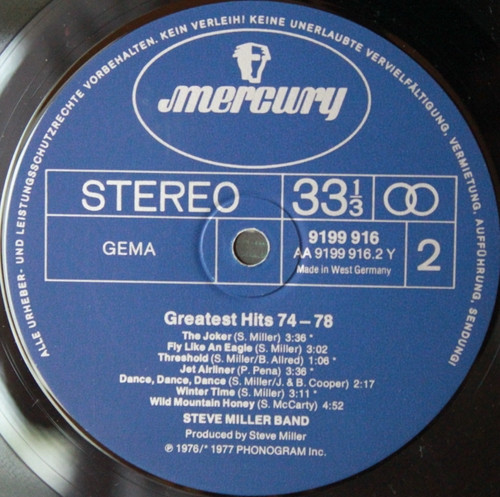 ALLE URHEBER- UND LEISTUNGSSCHUTZRECHTE VORBEHALTEN. KEIN VERLEIH! KEINE UNERLAUBTE VERVIELFÄLTIGUNG, VERMIETUNG, AUFFÜHRUNG, SENDUNG!
mercury
STEREO
33 1/3
GEMA
9199 916
AA 9199 916.2 Y
Made in West Germany
2
Greatest Hits 74–78
The Joker (S. Miller) 3:36 *
Fly Like An Eagle (S. Miller) 3:02
Threshold (S. Miller/B. Allred) 1:06 *
Jet Airliner (P. Pena) 3:36 *
Dance, Dance, Dance (S. Miller/J. & B. Cooper) 2:17
Winter Time (S. Miller) 3:11 *
Wild Mountain Honey (S. McCarty) 4:52
STEVE MILLER BAND
Produced by Steve Miller
℗ 1976/* 1977 PHONOGRAM Inc.